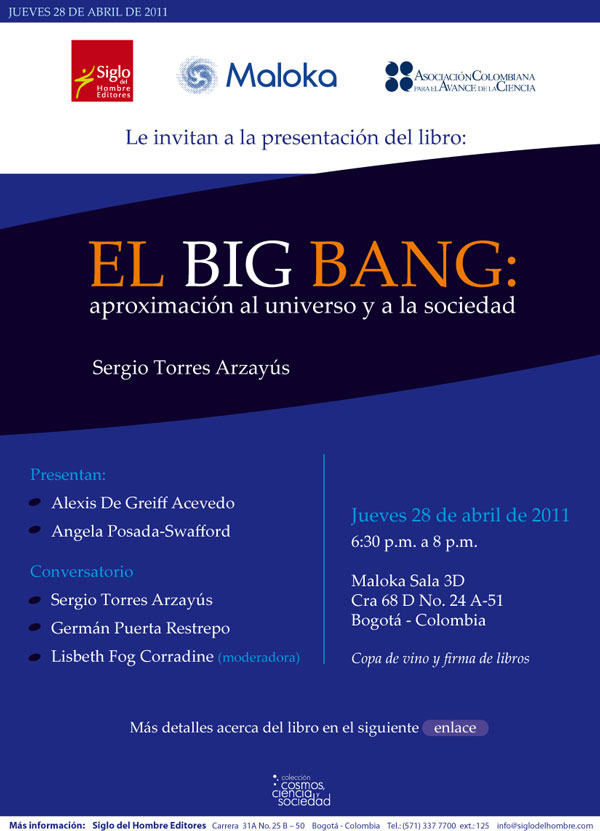 JUEVES 28 DE ABRIL DE 2011
Siglo
del
Hombre
Editores
Maloka
ASOCIACIÓN COLOMBIANA
PARA EL AVANCE DE LA CIENCIA
Le invitan a la presentación del libro:
EL BIG BANG:
aproximación al universo y a la sociedad
Sergio Torres Arzayús
Presentan:
Alexis De Greiff Acevedo
Angela Posada-Swafford
Conversatorio
Sergio Torres Arzayús
Germán Puerta Restrepo
Lisbeth Fog Corradine (moderadora)
Jueves 28 de abril de 2011
6:30 p.m. a 8 p.m.
Maloka Sala 3D
Cra 68 D No. 24 A-51
Bogotá - Colombia
Copa de vino y firma de libros
Más detalles acerca del libro en el siguiente enlace
colección
cosmos,
ciencia y
sociedad
Más información: Siglo del Hombre Editores Carrera 31A No. 25 B – 50 Bogotá - Colombia Tel.: (571) 337 7700 ext.: 125 info@siglodelhombre.com